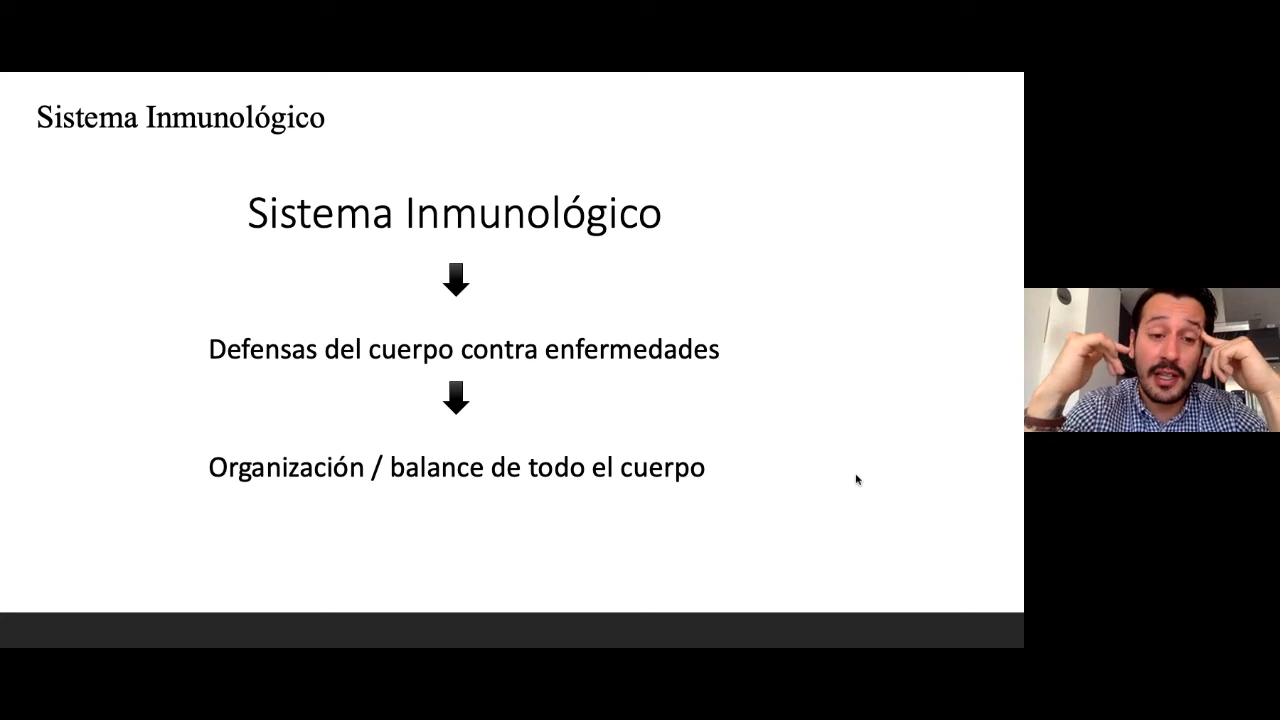 Sistema Inmunológico
Sistema Inmunológico
Defensas del cuerpo contra enfermedades
Organización / balance de todo el cuerpo